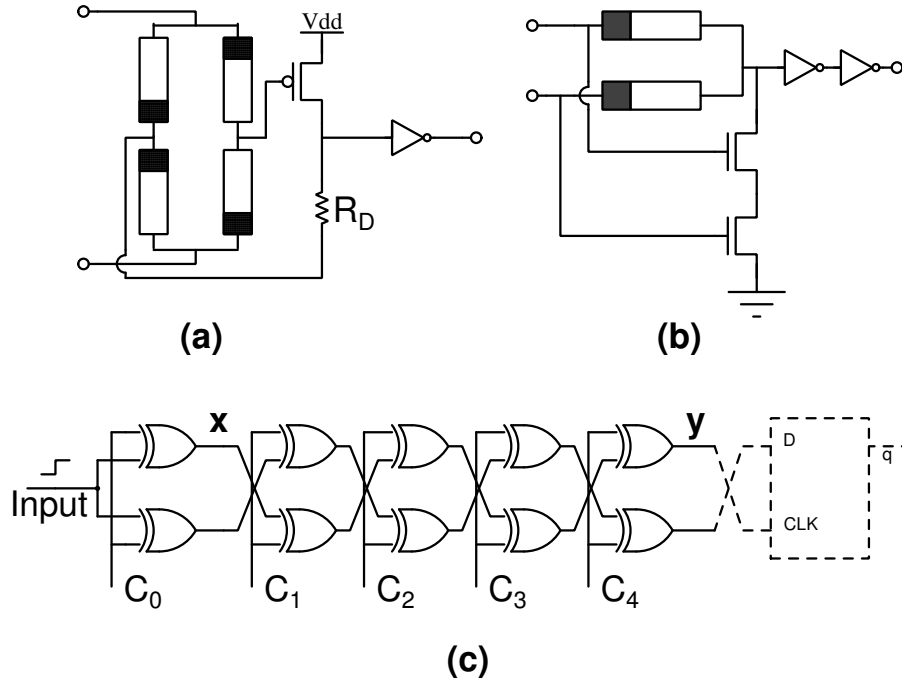 Vdd
R_D
(a)
(b)
x
y
D
q
Input
CLK
C_0
C_1
C_2
C_3
C_4
(c)